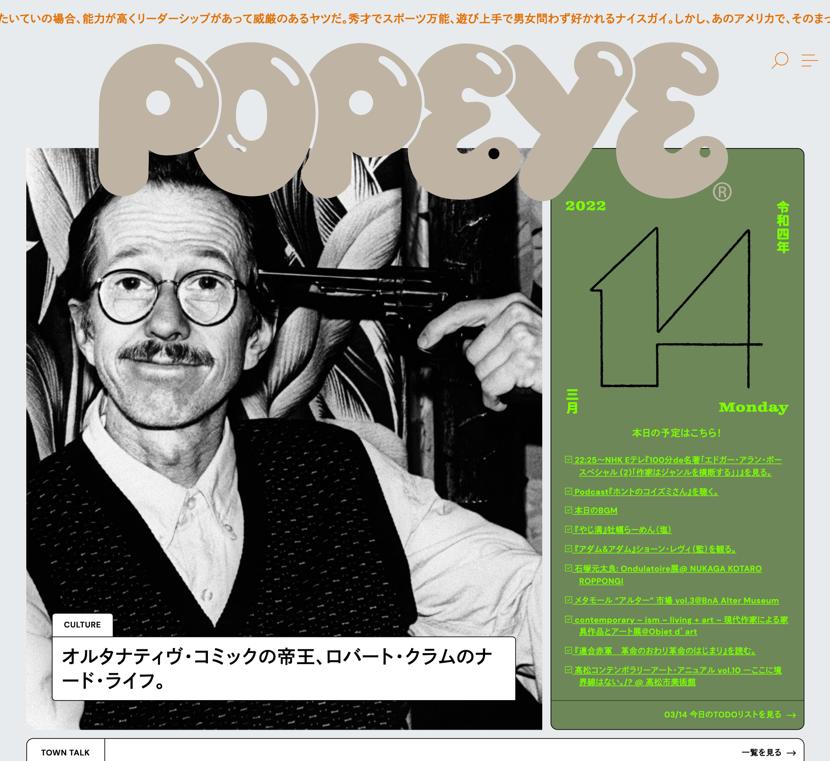 たいていの場合、能力が高くリーダーシップがあって威厳のあるヤツだ。秀才でスポーツ万能、遊び上手で男女問わず好かれるナイスガイ。しかし、あのアメリカで、そのまっ
POPEYE®
2022
令和四年
14
三月
Monday
本日の予定はこちら！
22:25〜NHK Eテレ『100分de名著「エドガー・アラン・ポー
スペシャル (2)「作家はジャンルを横断する」」』を見る。
Podcast『ホントのコイズミさん』を聴く。
本日のBGM
『やじ満』牡蠣らーめん（塩）
『アダム&アダム』ショーン・レヴィ（監）を観る。
石塚元太良: Ondulatoire展@ NUKAGA KOTARO
ROPPONGI
メタモール “アルター” 市場 vol.3@BnA Alter Museum
contemporary – ism – living + art – 現代作家による家
具作品とアート展@Objet d’ art
『連合赤軍　革命のおわり革命のはじまり』を読む。
高松コンテンポラリーアート・アニュアル vol.10 ーここに境
界線はない。/? @ 高松市美術館
03/14 今日のTODOリストを見る →
CULTURE
オルタナティヴ・コミックの帝王、ロバート・クラムのナ
ード・ライフ。
TOWN TALK
一覧を見る →